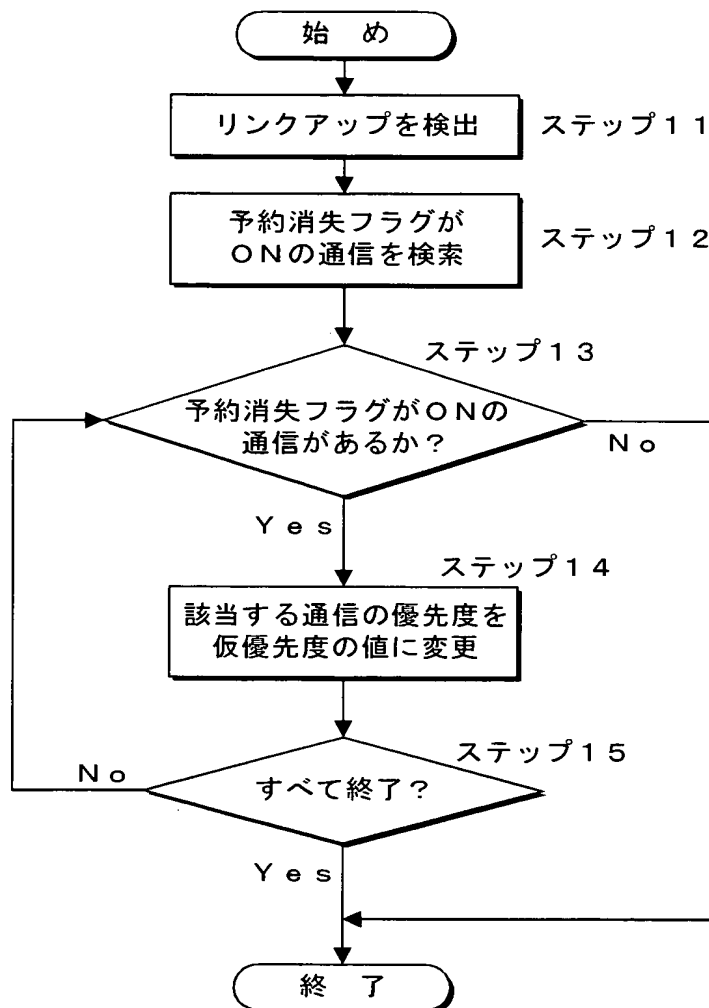 始 め
リンクアップを検出
ステップ11
予約消失フラグが
ONの通信を検索
ステップ12
ステップ13
予約消失フラグがONの
通信があるか?
No
Yes
ステップ14
該当する通信の優先度を
仮優先度の値に変更
ステップ15
No
すべて終了?
Yes
終 了